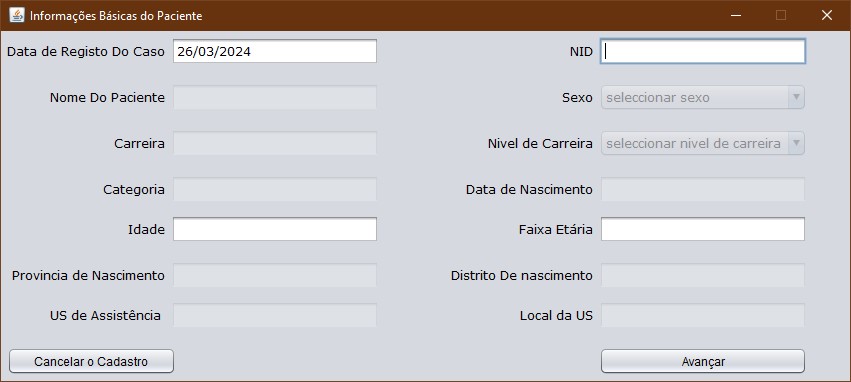 Informações Básicas do Paciente
Data de Registo Do Caso 26/03/2024 NID
Nome Do Paciente Sexo seleccionar sexo
Carreira Nivel de Carreira seleccionar nivel de carreira
Categoria Data de Nascimento
Idade Faixa Etária
Provincia de Nascimento Distrito De nascimento
US de Assistência Local da US
Cancelar o Cadastro Avançar